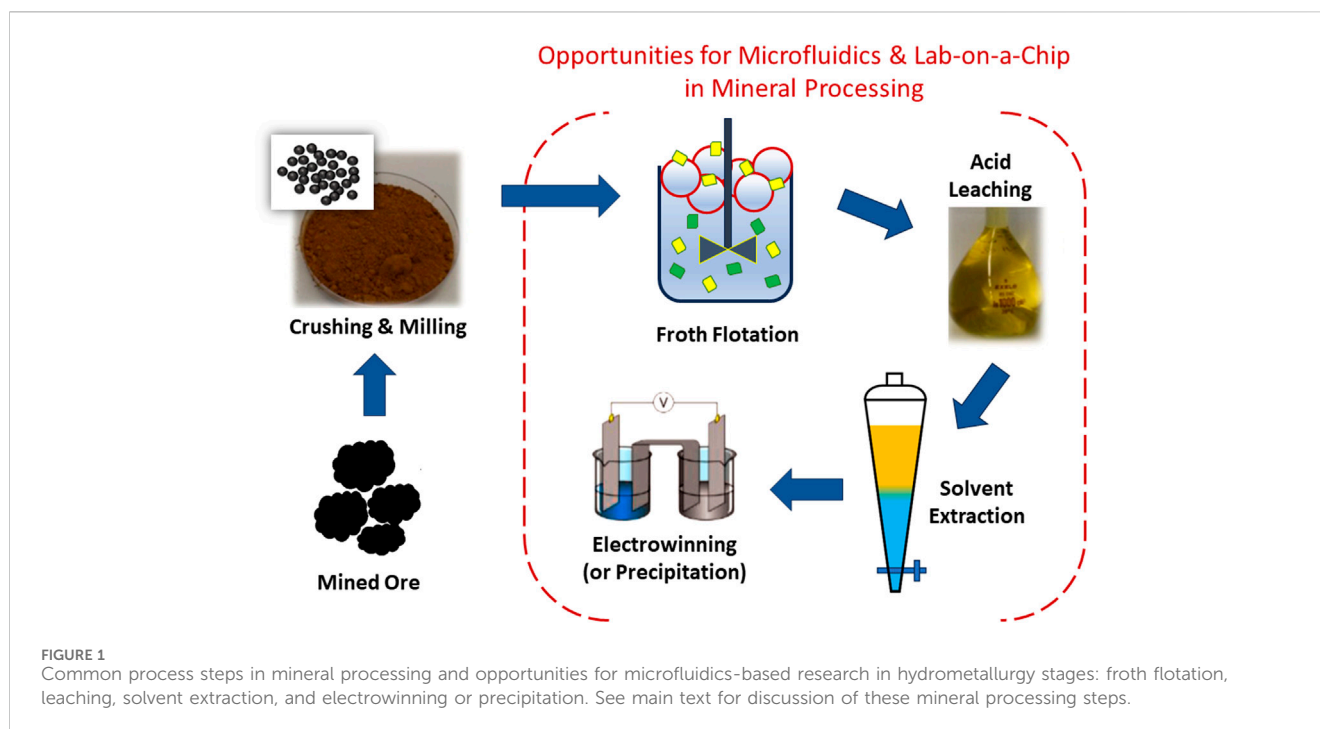 Opportunities for Microfluidics & Lab-on-a-Chip
in Mineral Processing
Crushing & Milling
Froth Flotation
Acid
Leaching
V
Mined Ore
Electrowinning
(or Precipitation)
Solvent
Extraction
FIGURE 1
Common process steps in mineral processing and opportunities for microfluidics-based research in hydrometallurgy stages: froth flotation,
leaching, solvent extraction, and electrowinning or precipitation. See main text for discussion of these mineral processing steps.